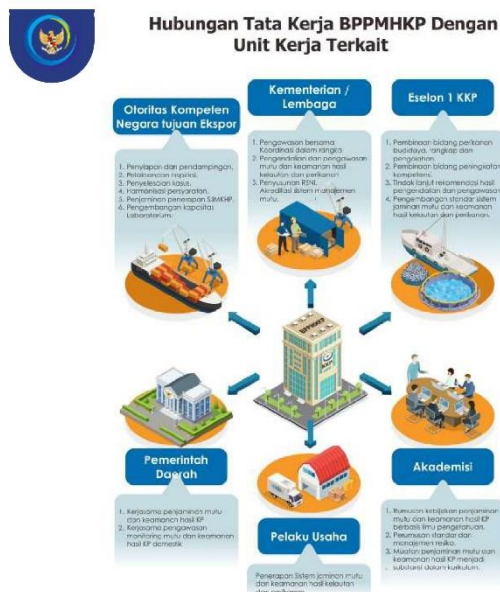 Hubungan Tata Kerja BPPMHKP Dengan
Unit Kerja Terkait
Otoritas Kompeten
Negara tujuan Ekspor
1. Penyiapan dan pendampingan.
2. Pelaksanaan inspeksi.
3. Penyelesaian kasus.
4. Harmonisasi persyaratan.
5. Penjaminan penerapan SJMKHP.
6. Pengembangan kapasitas
Laboratorium.
Kementerian /
Lembaga
1. Pengawasan bersama
Koordinasi dalam rangka
2. Pengendalian dan pengawasan
mutu dan keamanan hasil
kelautan dan perikanan
3. Penyusunan RSNI.
Akreditasi sistem manajemen
mutu.
Eselon 1 KKP
1. Pembinaan bidang perikanan
budidaya, tangkap dan
pengolahan.
2. Pembinaan bidang peningkatan
kompetensi.
3. Tindak lanjut rekomendasi hasil
pengendalian dan pengawasan
4. Pengembangan standar sistem
jaminan mutu dan keamanan
hasil kelautan dan perikanan.
BPPMHKP
KKP
Pemerintah
Daerah
1. Kerjasama penjaminan mutu
dan keamanan hasil KP
2. Kerjasama pengawasan
monitoring mutu dan keamanan
hasil KP domestik
Pelaku Usaha
Penerapan Sistem jaminan mutu
dan keamanan hasil kelautan
dan perikanan
Akademisi
1. Rumusan kebijakan penjaminan
mutu dan keamanan hasil KP
berbasis ilmu pengetahuan.
2. Perumusan standar dan
manajemen resiko.
3. Muatan penjaminan mutu dan
keamanan hasil KP menjadi
substansi dalam kurikulum.